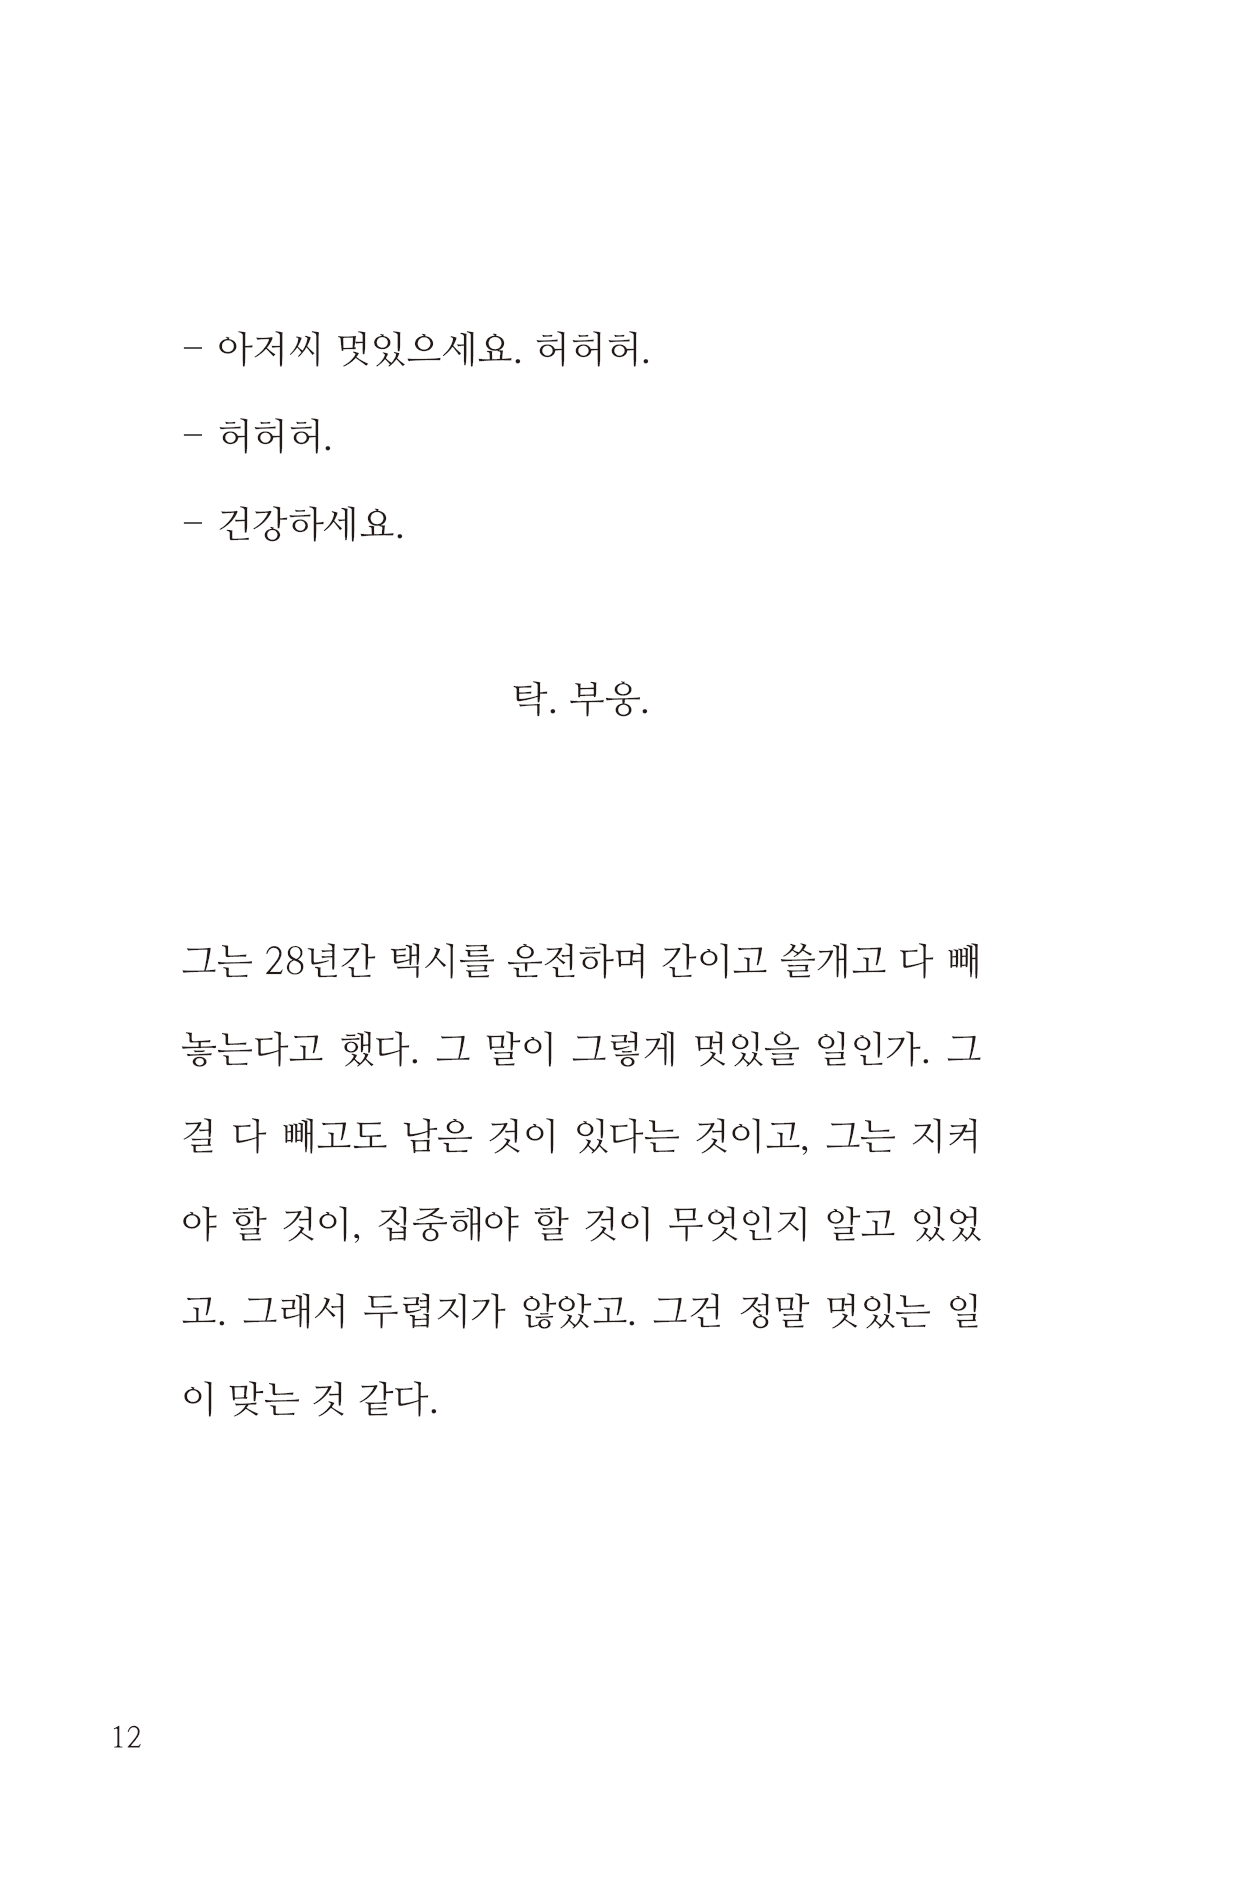 – 아저씨 멋있으세요. 허허허.
– 허허허.
– 건강하세요.
탁. 부웅.
그는 28년간 택시를 운전하며 간이고 쓸개고 다 빼
놓는다고 했다. 그 말이 그렇게 멋있을 일인가. 그
걸 다 빼고도 남은 것이 있다는 것이고, 그는 지켜
야 할 것이, 집중해야 할 것이 무엇인지 알고 있었
고. 그래서 두렵지가 않았고. 그건 정말 멋있는 일
이 맞는 것 같다.
12